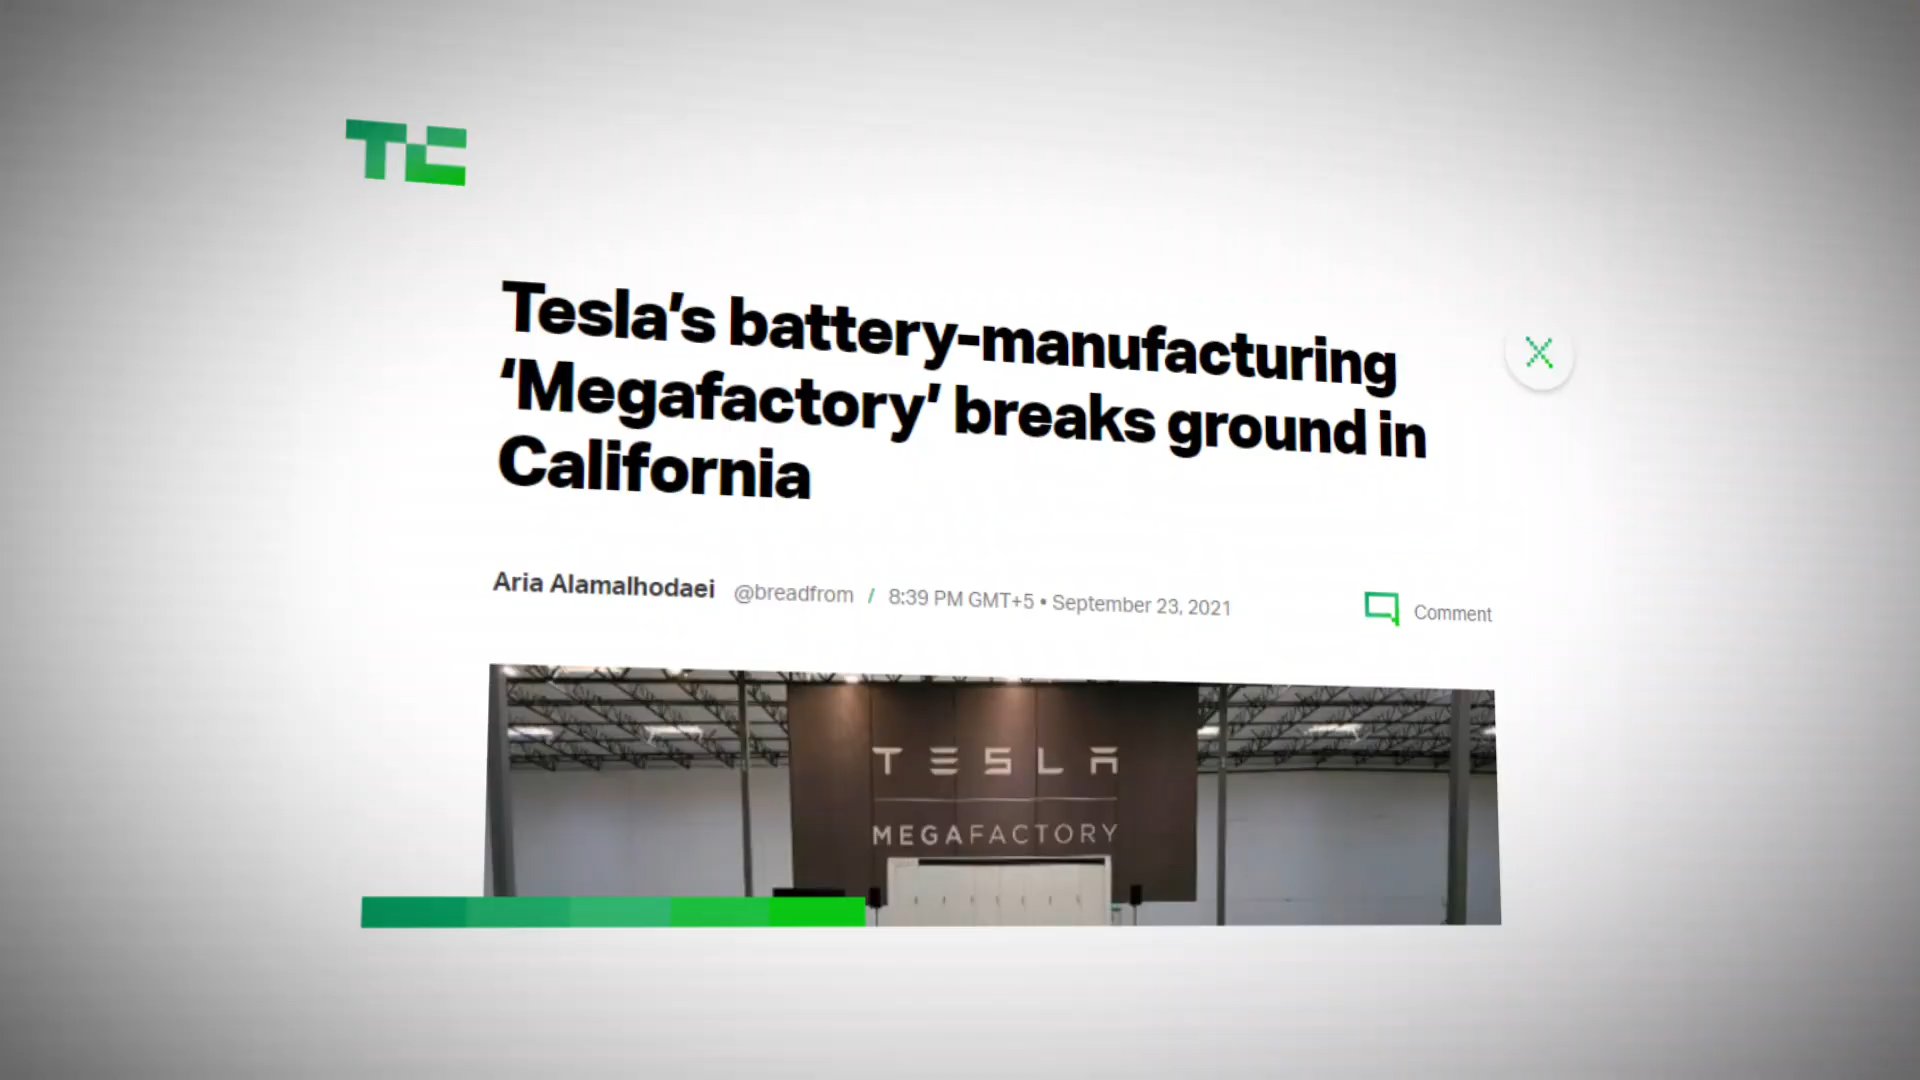 TC
Tesla’s battery-manufacturing
‘Megafactory’ breaks ground in
California
Aria Alamalhodaei @breadfrom / 8:39 PM GMT+5 • September 23, 2021
Comment
TESLA
MEGAFACTORY